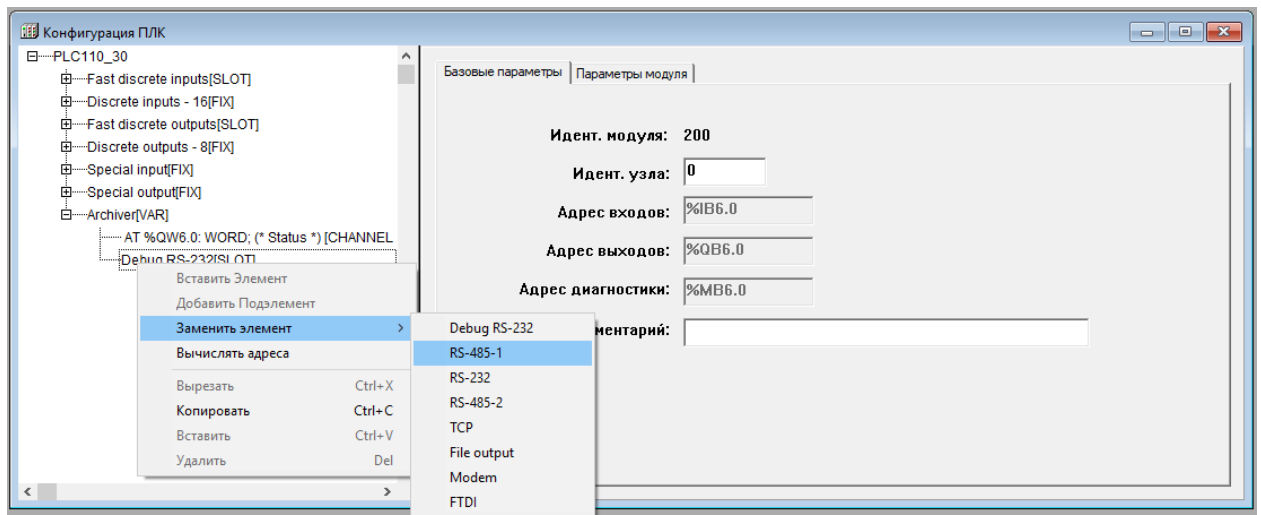 Конфигурация ПЛК
PLC110_30
Fast discrete inputs[SLOT]
Discrete inputs - 16[FIX]
Fast discrete outputs[SLOT]
Discrete outputs - 8[FIX]
Special input[FIX]
Special output[FIX]
Archiver[VAR]
AT %QW6.0: WORD; (* Status *) [CHANNEL
Debug RS-232[SLOT]
Вставить Элемент
Добавить Подэлемент
Заменить элемент
Вычислять адреса
Вырезать Ctrl+X
Копировать Ctrl+C
Вставить Ctrl+V
Удалить Del
Debug RS-232
RS-485-1
RS-232
RS-485-2
TCP
File output
Modem
FTDI
Базовые параметры Параметры модуля
Идент. модуля: 200
Идент. узла: 0
Адрес входов: %IB6.0
Адрес выходов: %QB6.0
Адрес диагностики: %MB6.0
ментарий: